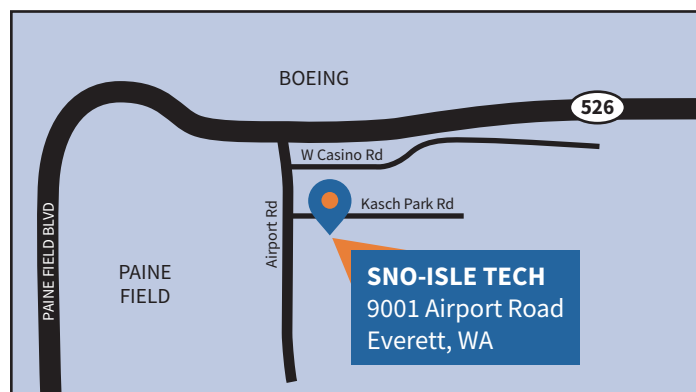 BOEING
526
W Casino Rd
Kasch Park Rd
Airport Rd
PAINE FIELD BLVD
PAINE
FIELD
SNO-ISLE TECH
9001 Airport Road
Everett, WA